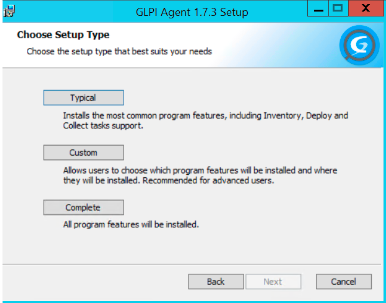 GLPI Agent 1.7.3 Setup
Choose Setup Type
Choose the setup type that best suits your needs
Typical
Installs the most common program features, including Inventory, Deploy and
Collect tasks support.
Custom
Allows users to choose which program features will be installed and where
they will be installed. Recommended for advanced users.
Complete
All program features will be installed.
Back Next Cancel